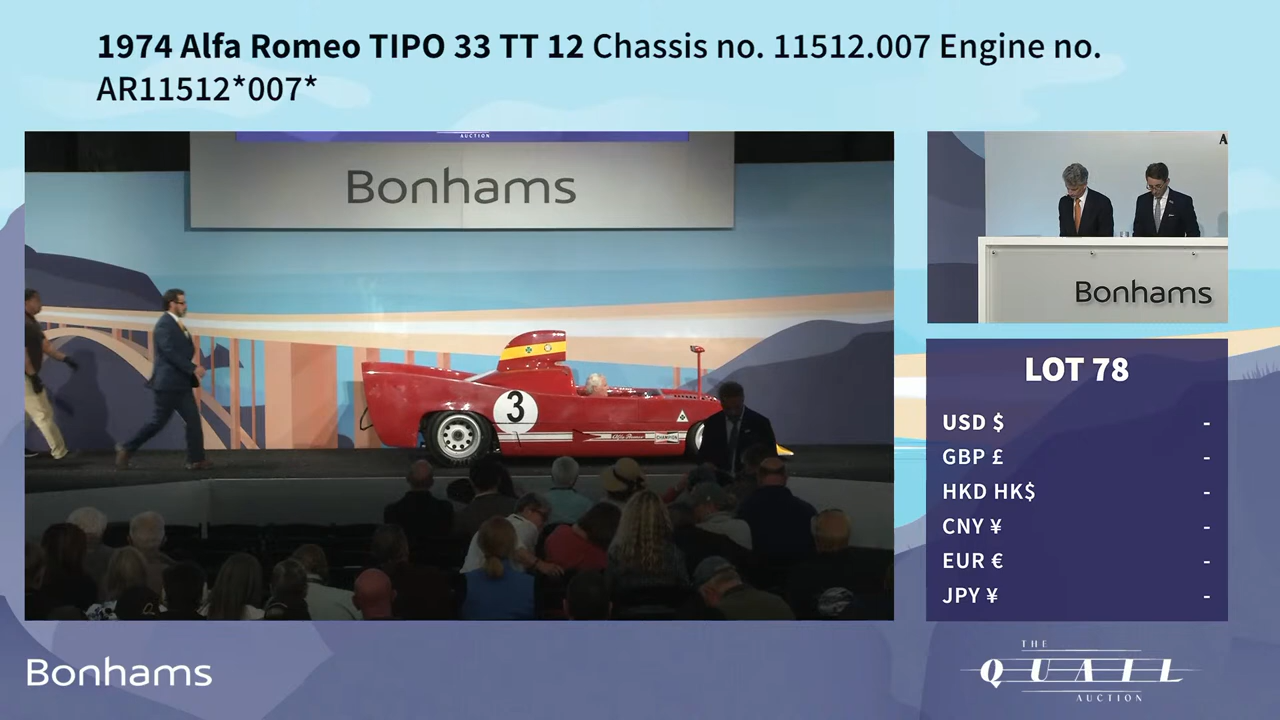 1974 Alfa Romeo TIPO 33 TT 12 Chassis no. 11512.007 Engine no.
AR11512*007*
AUCTION
Bonhams
3
Alfa Romeo
CHAMPION
A
Bonhams
LOT 78
USD $ -
GBP £ -
HKD HK$ -
CNY ¥ -
EUR € -
JPY ¥ -
Bonhams
THE
QUAIL
AUCTION